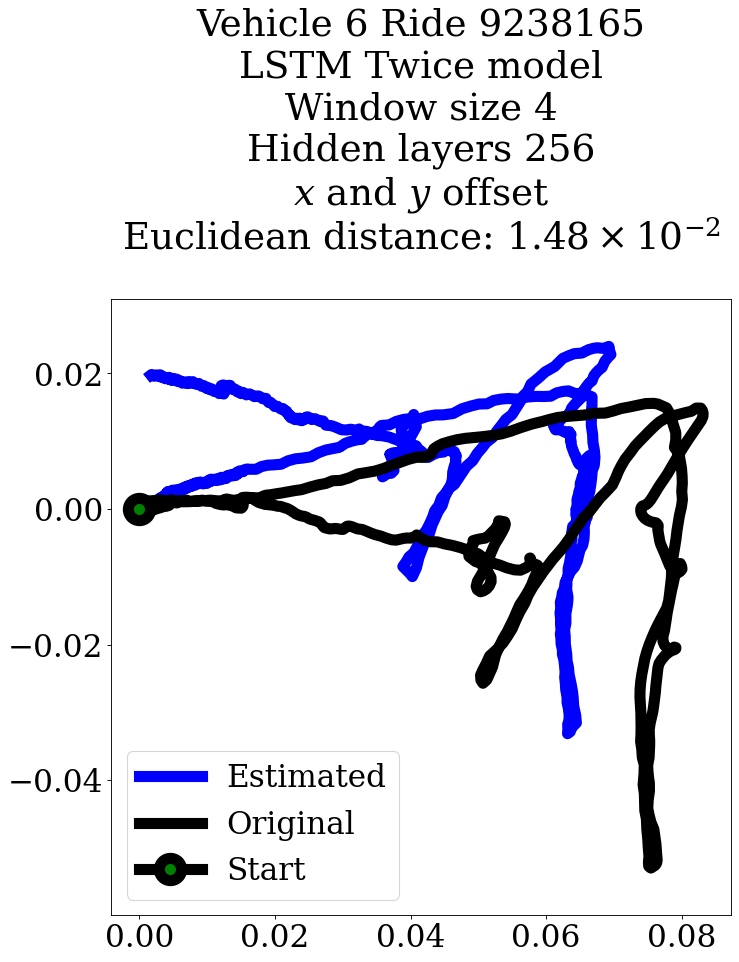 Vehicle 6 Ride 9238165
LSTM Twice model
Window size 4
Hidden layers 256
x and y offset
Euclidean distance: 1.48 × 10⁻²
0.02
0.00
−0.02
−0.04
Estimated
Original
Start
0.00 0.02 0.04 0.06 0.08